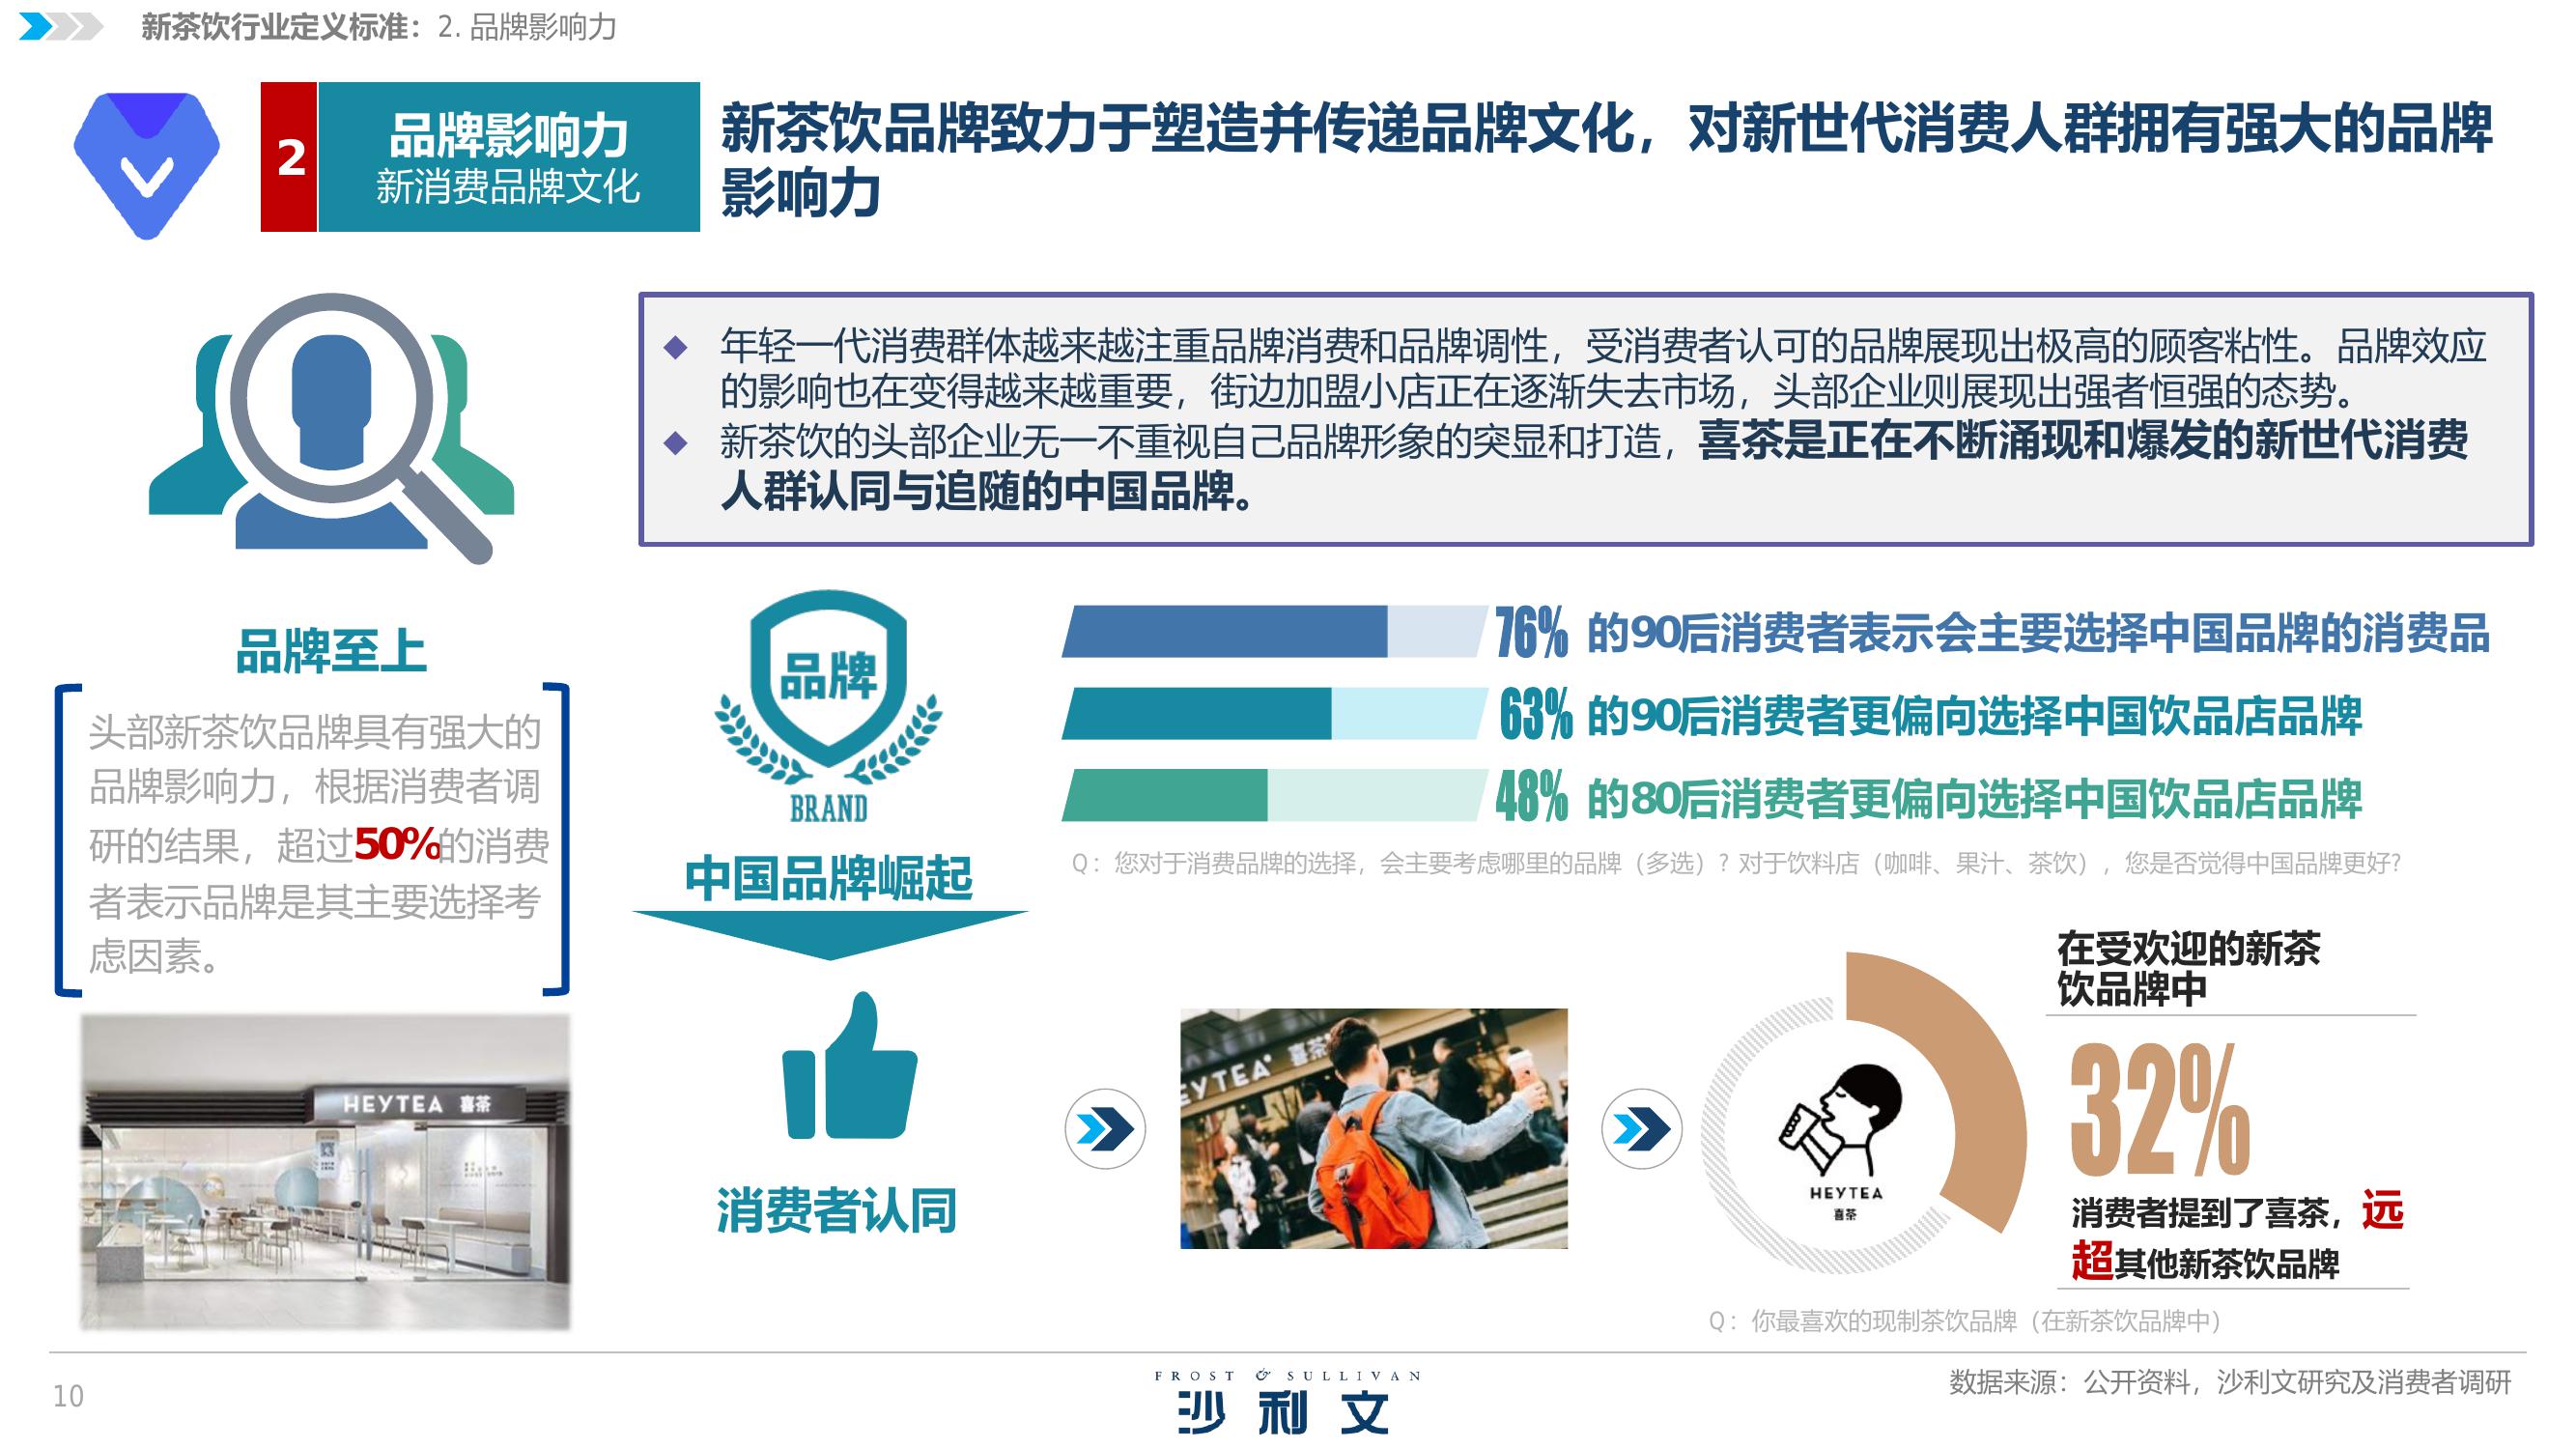 新茶饮行业定义标准：2. 品牌影响力
2
品牌影响力
新消费品牌文化
新茶饮品牌致力于塑造并传递品牌文化，对新世代消费人群拥有强大的品牌
影响力
年轻一代消费群体越来越注重品牌消费和品牌调性，受消费者认可的品牌展现出极高的顾客粘性。品牌效应
的影响也在变得越来越重要，街边加盟小店正在逐渐失去市场，头部企业则展现出强者恒强的态势。
新茶饮的头部企业无一不重视自己品牌形象的突显和打造，喜茶是正在不断涌现和爆发的新世代消费
人群认同与追随的中国品牌。
品牌至上
头部新茶饮品牌具有强大的
品牌影响力，根据消费者调
研的结果，超过50%的消费
者表示品牌是其主要选择考
虑因素。
HEYTEA 喜茶
品牌
BRAND
中国品牌崛起
76% 的90后消费者表示会主要选择中国品牌的消费品
63% 的90后消费者更偏向选择中国饮品店品牌
48% 的80后消费者更偏向选择中国饮品店品牌
Q：您对于消费品牌的选择，会主要考虑哪里的品牌（多选）? 对于饮料店（咖啡、果汁、茶饮），您是否觉得中国品牌更好?
消费者认同
EYTEA 喜茶
HEYTEA
喜茶
在受欢迎的新茶
饮品牌中
32%
消费者提到了喜茶，远
超其他新茶饮品牌
Q：你最喜欢的现制茶饮品牌（在新茶饮品牌中）
10
FROST & SULLIVAN
沙利文
数据来源：公开资料，沙利文研究及消费者调研